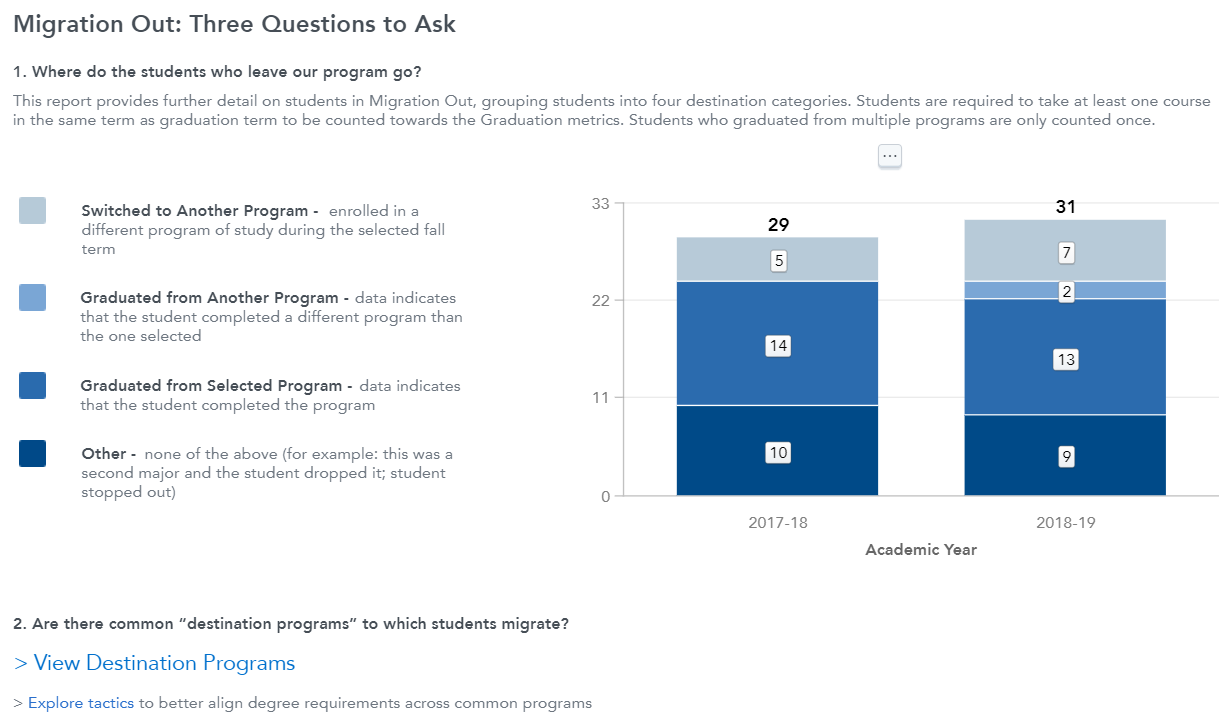 Migration Out: Three Questions to Ask
1. Where do the students who leave our program go?
This report provides further detail on students in Migration Out, grouping students into four destination categories. Students are required to take at least one course
in the same term as graduation term to be counted towards the Graduation metrics. Students who graduated from multiple programs are only counted once.
...
Switched to Another Program - enrolled in a
different program of study during the selected fall
term
Graduated from Another Program - data indicates
that the student completed a different program than
the one selected
Graduated from Selected Program - data indicates
that the student completed the program
Other - none of the above (for example: this was a
second major and the student dropped it; student
stopped out)
33
22
11
0
29
5
14
10
31
7
2
13
9
2017-18
2018-19
Academic Year
2. Are there common “destination programs” to which students migrate?
> View Destination Programs
> Explore tactics to better align degree requirements across common programs